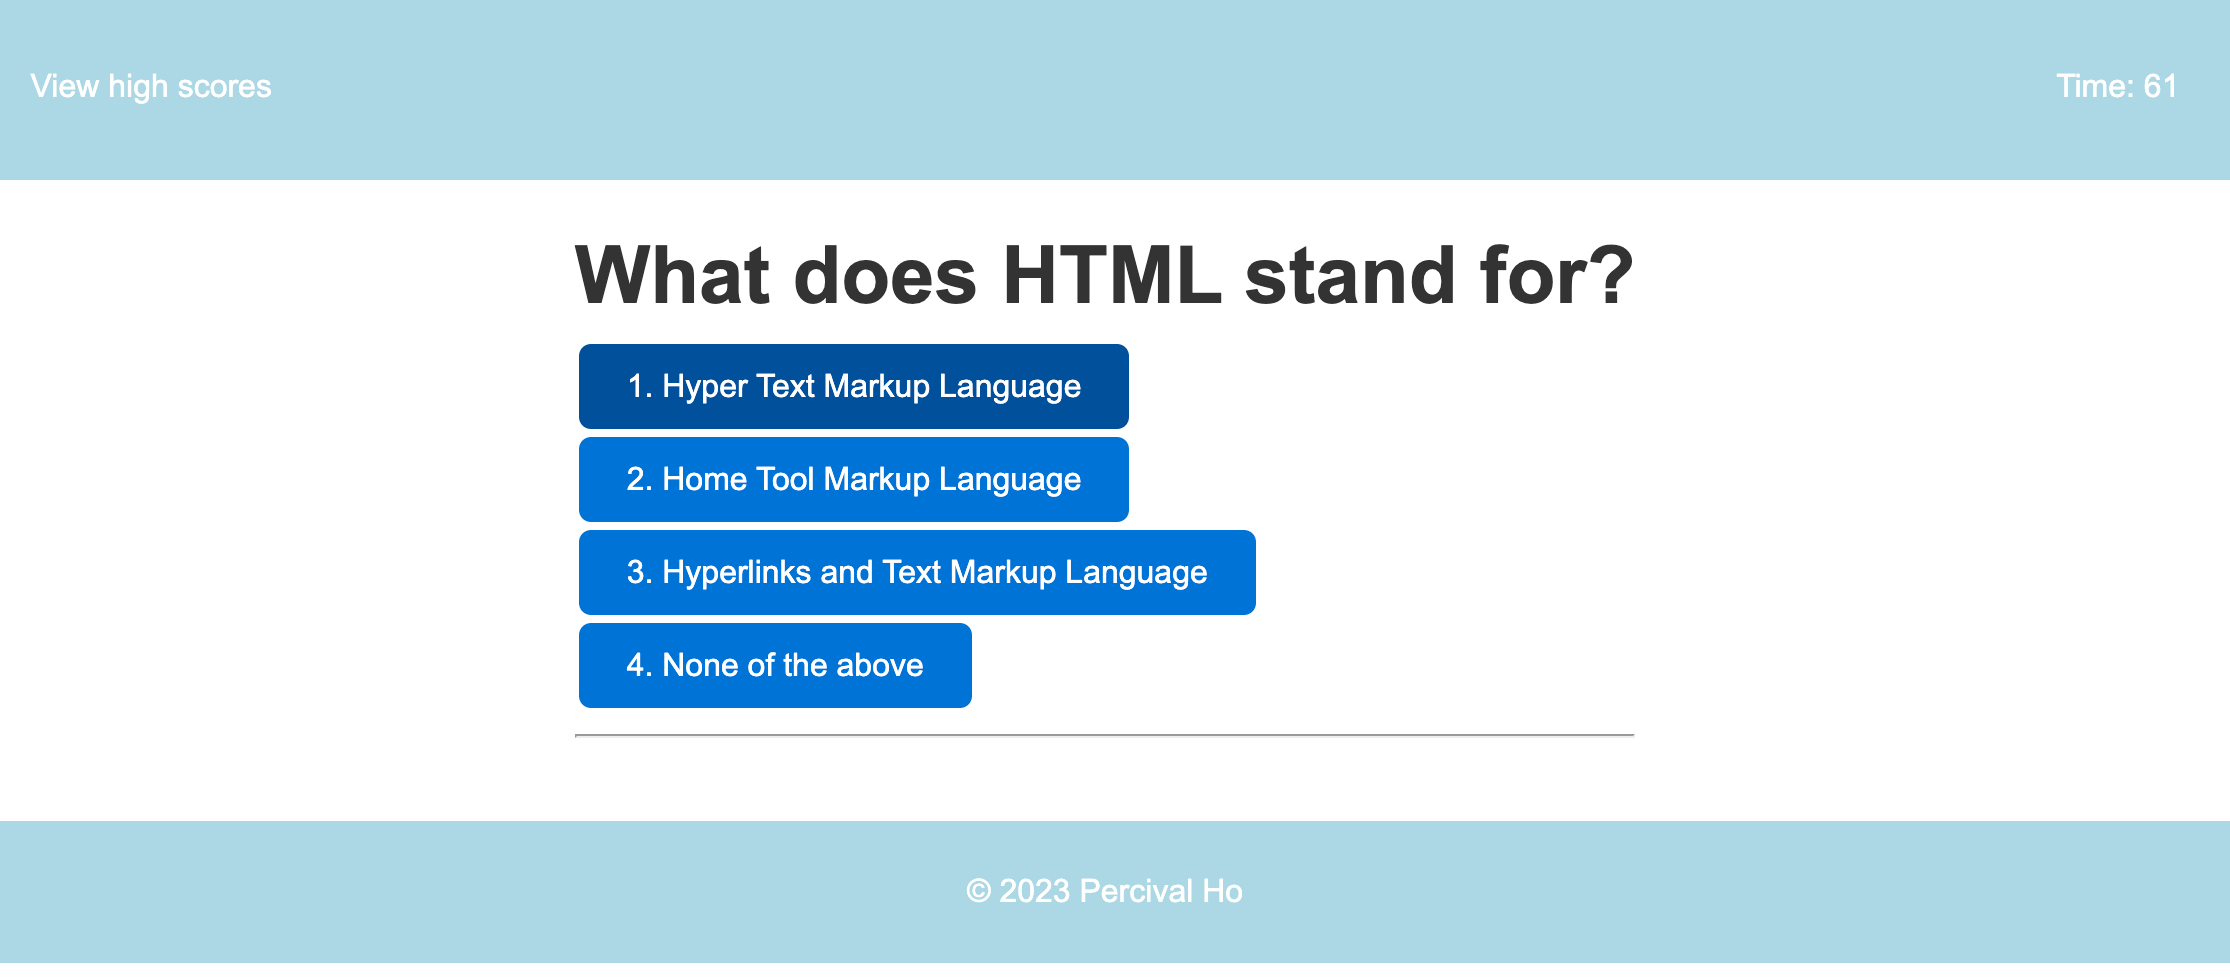 View high scores
Time: 61
What does HTML stand for?
1. Hyper Text Markup Language
2. Home Tool Markup Language
3. Hyperlinks and Text Markup Language
4. None of the above
© 2023 Percival Ho